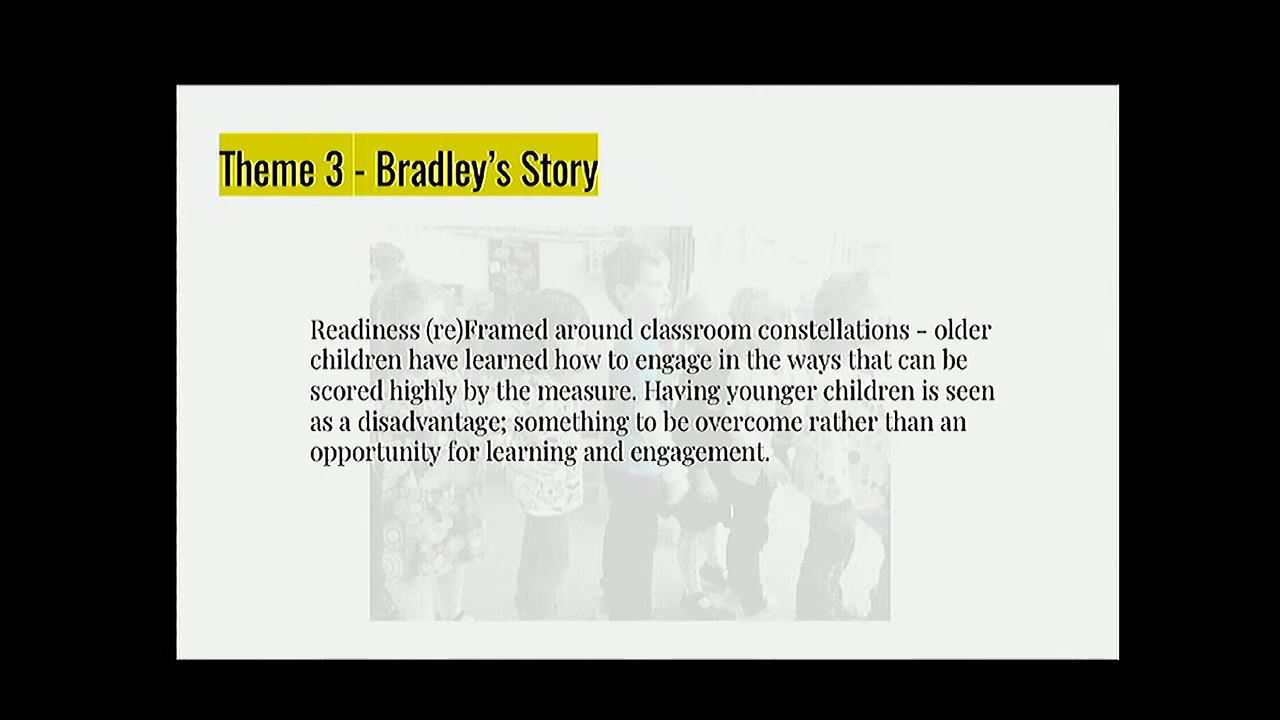 Theme 3 - Bradley's Story
Readiness (re)Framed around classroom constellations – older
children have learned how to engage in the ways that can be
scored highly by the measure. Having younger children is seen
as a disadvantage; something to be overcome rather than an
opportunity for learning and engagement.